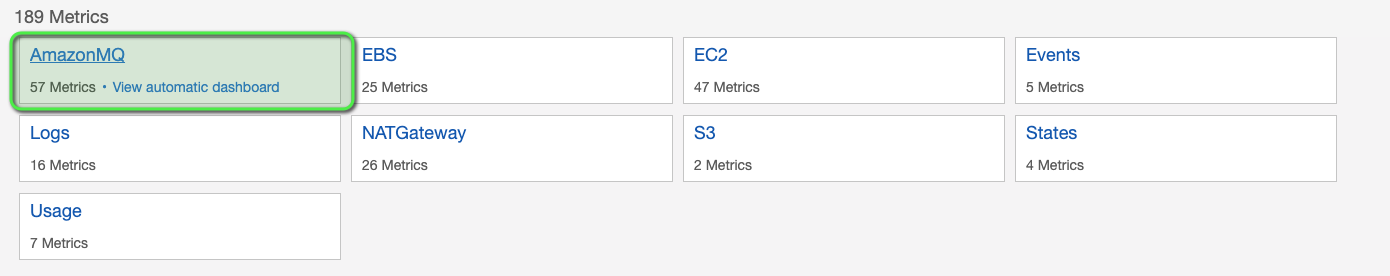 189 Metrics
AmazonMQ
57 Metrics • View automatic dashboard
EBS
25 Metrics
EC2
47 Metrics
Events
5 Metrics
Logs
16 Metrics
NATGateway
26 Metrics
S3
2 Metrics
States
4 Metrics
Usage
7 Metrics